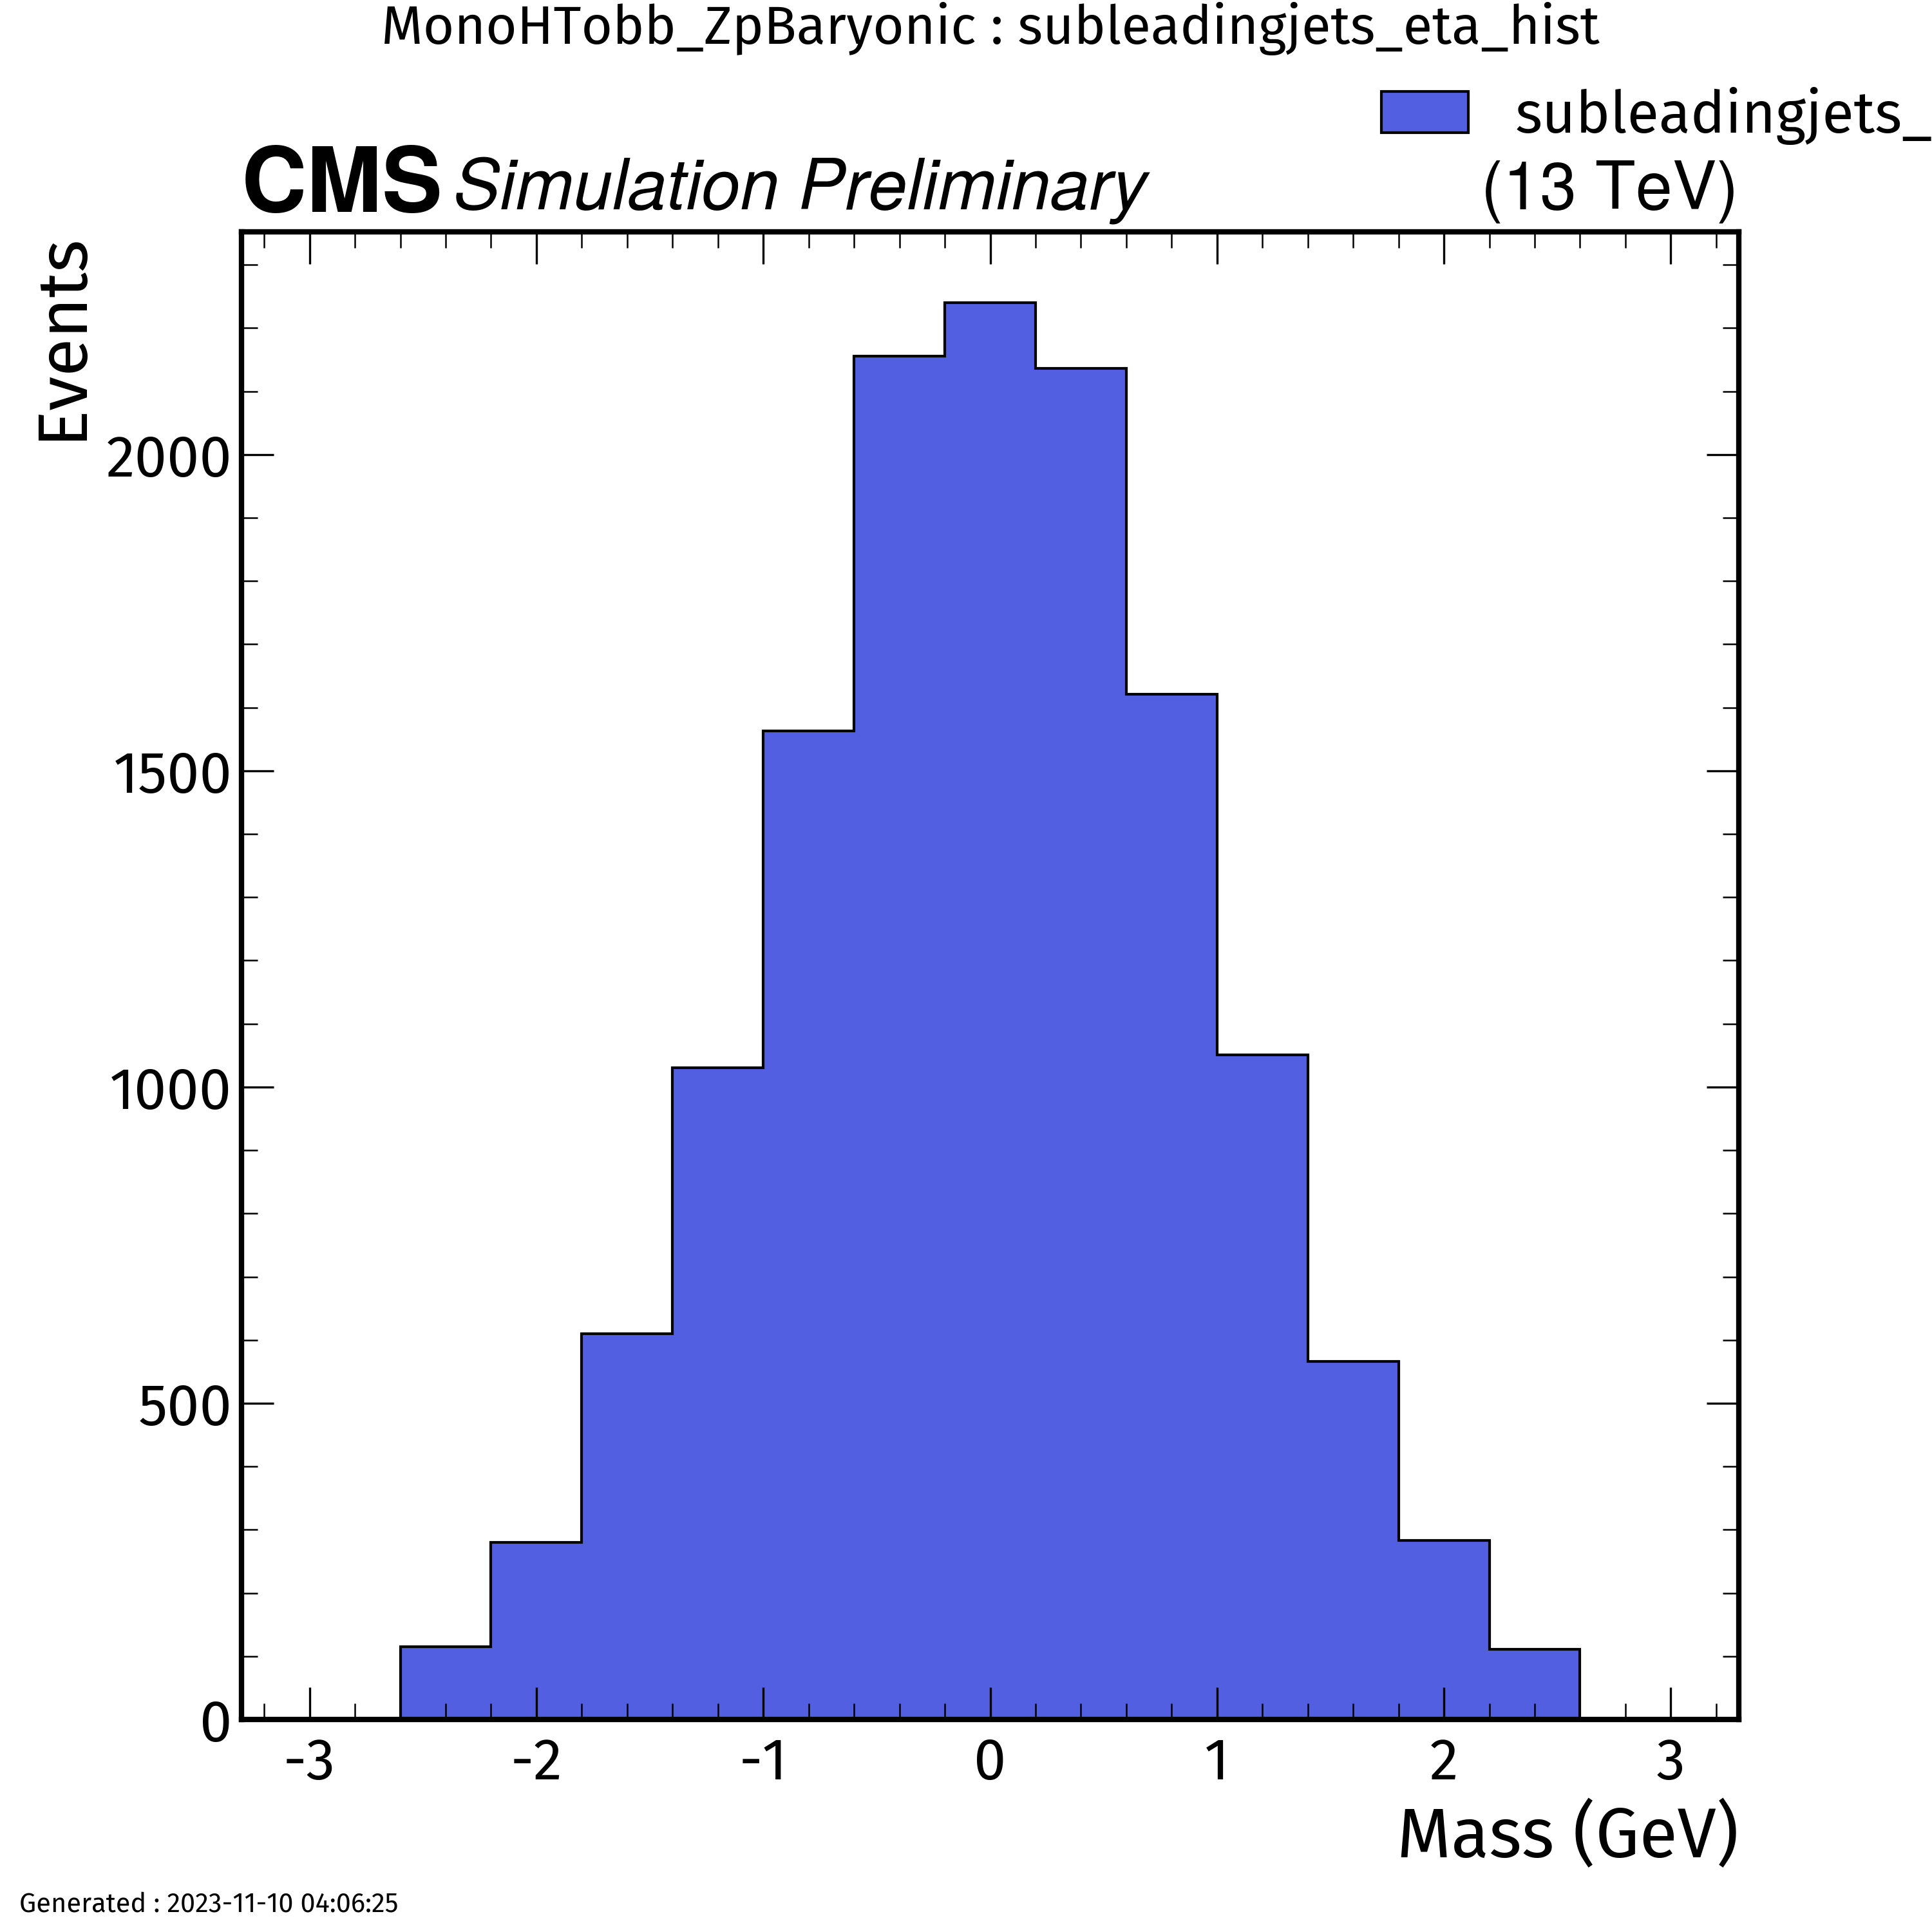 MonoHTobb_ZpBaryonic : subleadingjets_eta_hist
subleadingjets_
CMS Simulation Preliminary (13 TeV)
Events
2000
1500
1000
500
0
-3 -2 -1 0 1 2 3
Mass (GeV)
Generated : 2023-11-10 04:06:25